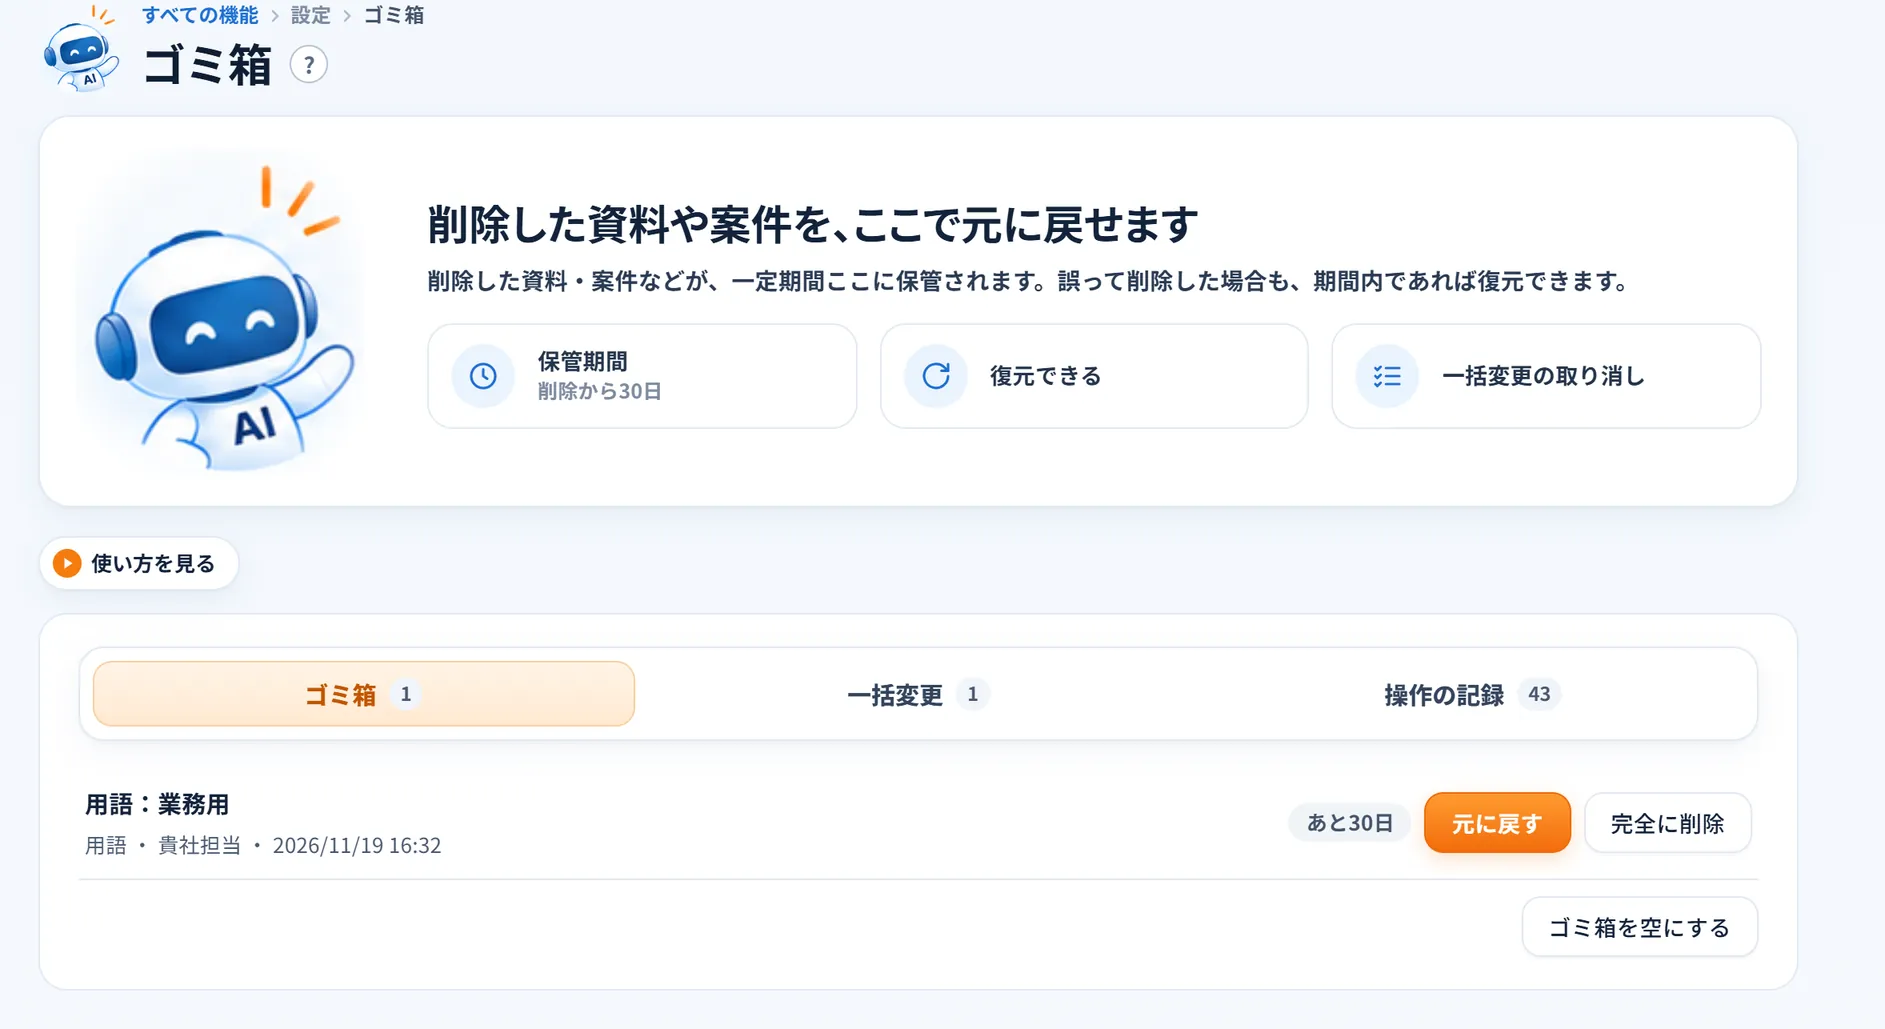 すべての機能 › 設定 › ゴミ箱
ゴミ箱 ?
削除した資料や案件を、ここで元に戻せます
削除した資料・案件などが、一定期間ここに保管されます。誤って削除した場合も、期間内であれば復元できます。
保管期間
削除から30日
復元できる
一括変更の取り消し
AI
使い方を見る
ゴミ箱 1
一括変更 1
操作の記録 43
用語：業務用
用語 ・ 貴社担当 ・ 2026/11/19 16:32
あと30日
元に戻す
完全に削除
ゴミ箱を空にする